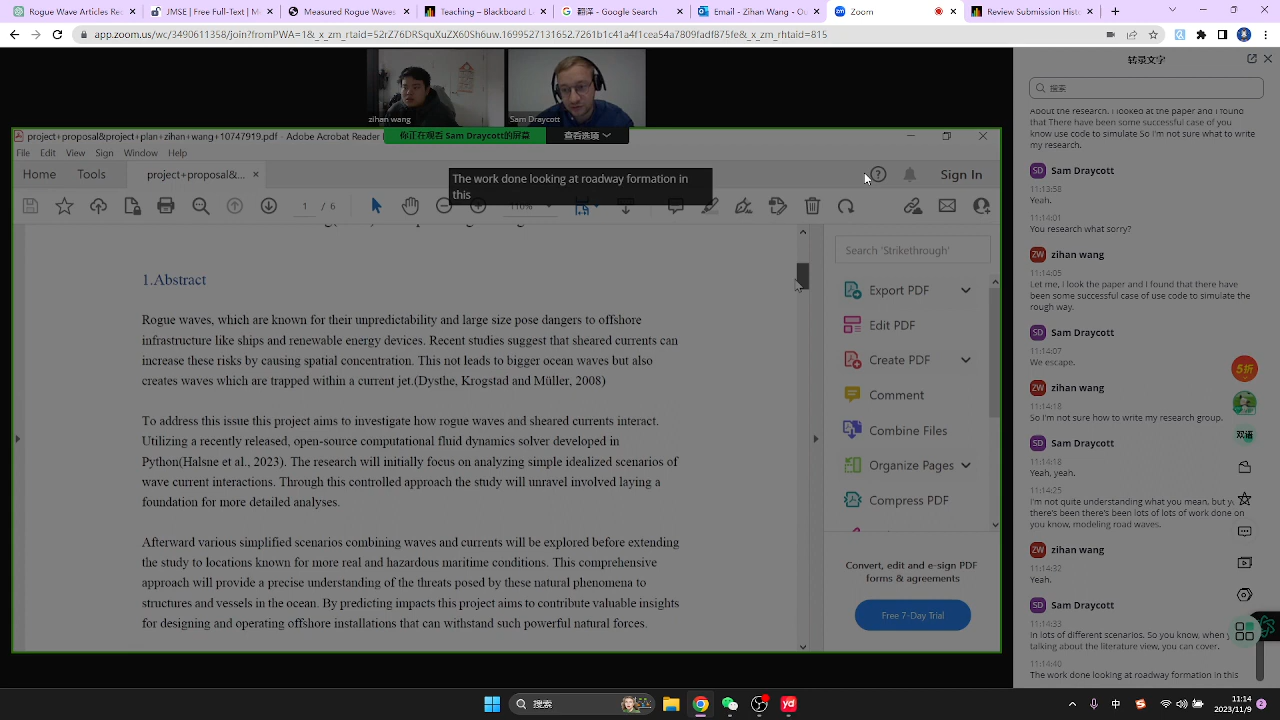 Rogue Wave Articles Re
JMSE | Free Full-Text | M
Measured Rogue Waves
Teaching – Blackboard L
翻译 - Google Search
Email - Zihan Wang - Ou
Zoom
Review Submission Hist
app.zoom.us/wc/3490611358/join?fromPWA=1&_x_zm_rtaid=52rZ76DRSquXuZX60Sh6uw.1699527131652.7261b1c41a4f1cea54a7809fadf875fe&_x_zm_rhtaid=815
zihan wang
Sam Draycott
project+proposal&project+plan+zihan+wang+10747919.pdf - Adobe Acrobat Reader
你正在观看 Sam Draycott的屏幕
查看选项
File Edit View Sign Window Help
Home Tools project+proposal&...
Sign In
The work done looking at roadway formation in
this
1 / 6
110%
1.Abstract
Rogue waves, which are known for their unpredictability and large size pose dangers to offshore
infrastructure like ships and renewable energy devices. Recent studies suggest that sheared currents can
increase these risks by causing spatial concentration. This not leads to bigger ocean waves but also
creates waves which are trapped within a current jet.(Dysthe, Krogstad and Müller, 2008)
To address this issue this project aims to investigate how rogue waves and sheared currents interact.
Utilizing a recently released, open-source computational fluid dynamics solver developed in
Python(Halsne et al., 2023). The research will initially focus on analyzing simple idealized scenarios of
wave current interactions. Through this controlled approach the study will unravel involved laying a
foundation for more detailed analyses.
Afterward various simplified scenarios combining waves and currents will be explored before extending
the study to locations known for more real and hazardous maritime conditions. This comprehensive
approach will provide a precise understanding of the threats posed by these natural phenomena to
structures and vessels in the ocean. By predicting impacts this project aims to contribute valuable insights
for designing and operating offshore installations that can withstand such powerful natural forces.
Search 'Strikethrough'
Export PDF
Edit PDF
Create PDF
Comment
Combine Files
Organize Pages
Compress PDF
Convert, edit and e-sign PDF
forms & agreements
Free 7-Day Trial
转录文字
搜索
About the research. I looked at the paper and I found
that There have been some successful case of you
know use code to simulate So I'm not sure what to write
my research.
SD Sam Draycott
11:13:58
Yeah.
11:14:01
You research what sorry?
ZW zihan wang
11:14:05
Let me, I look the paper and I found that there have
been some successful case of use code to simulate the
rough way.
SD Sam Draycott
11:14:07
We escape.
ZW zihan wang
11:14:18
So I'm not sure how to write my research group.
SD Sam Draycott
11:14:18
Yeah, yeah.
11:14:25
I'm not quite understanding what you mean, but y
there's been there's been lots of lots of work done on
you know, modeling road waves.
ZW zihan wang
11:14:32
Yeah.
SD Sam Draycott
11:14:33
In lots of different scenarios. So you know, when y
talking about the literature view, you can cover.
11:14:40
The work done looking at roadway formation in this
5折
双语
搜索
yd
中
11:14
2023/11/9
2